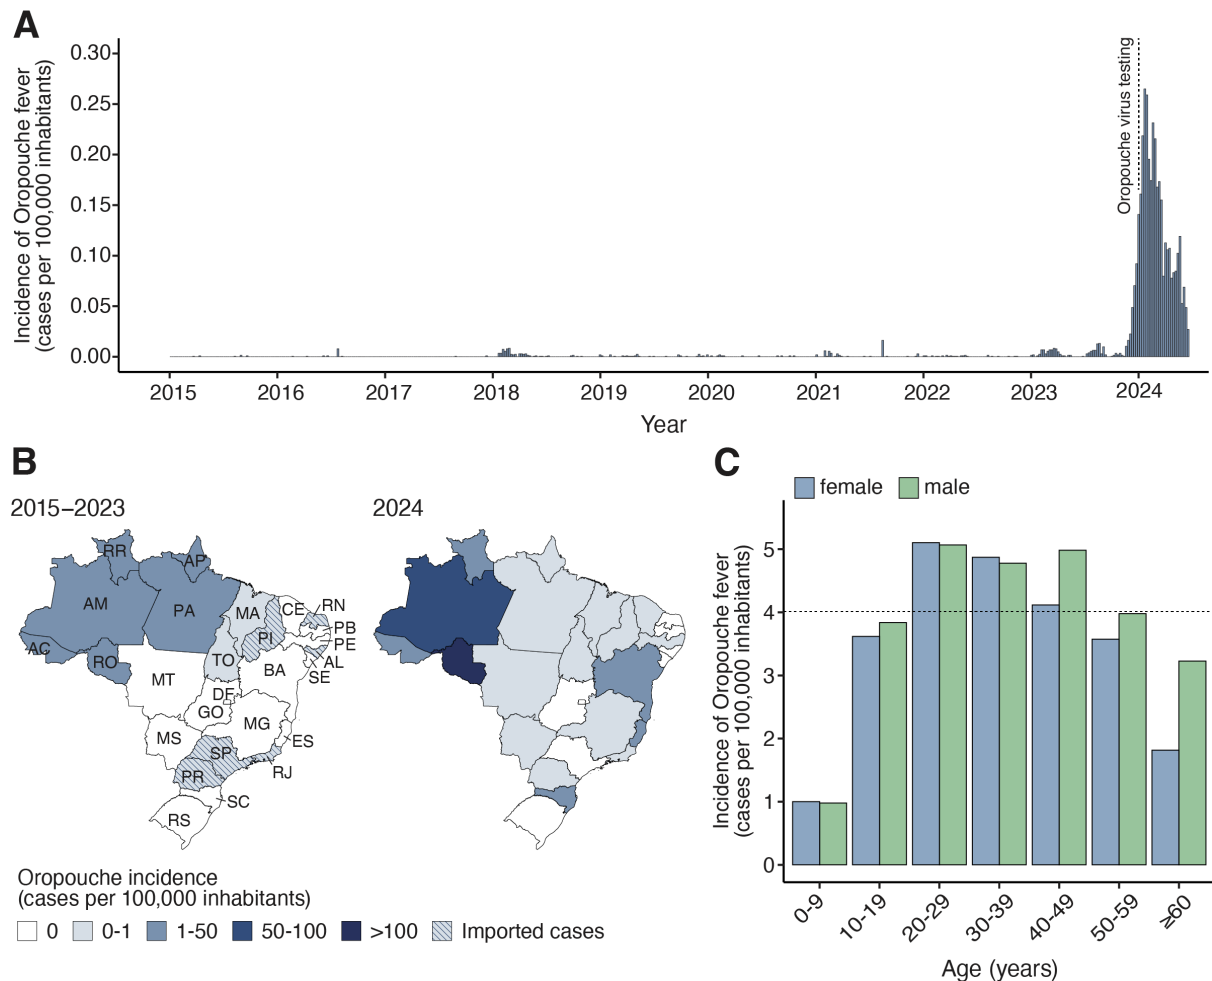 A
Incidence of Oropouche fever
(cases per 100,000 inhabitants)
0.30
0.25
0.20
0.15
0.10
0.05
0.00
Oropouche virus testing
2015
2016
2017
2018
2019
2020
2021
2022
2023
2024
Year
B
2015–2023
RR
AP
AM
PA
MA
CE
RN
PB
PI
PE
AC
RO
TO
AL
BA
SE
MT
DF
GO
MG
MS
ES
SP
RJ
PR
SC
RS
2024
Oropouche incidence
(cases per 100,000 inhabitants)
0
0-1
1-50
50-100
>100
Imported cases
C
female
male
Incidence of Oropouche fever
(cases per 100,000 inhabitants)
5
4
3
2
1
0
0-9
10-19
20-29
30-39
40-49
50-59
≥60
Age (years)